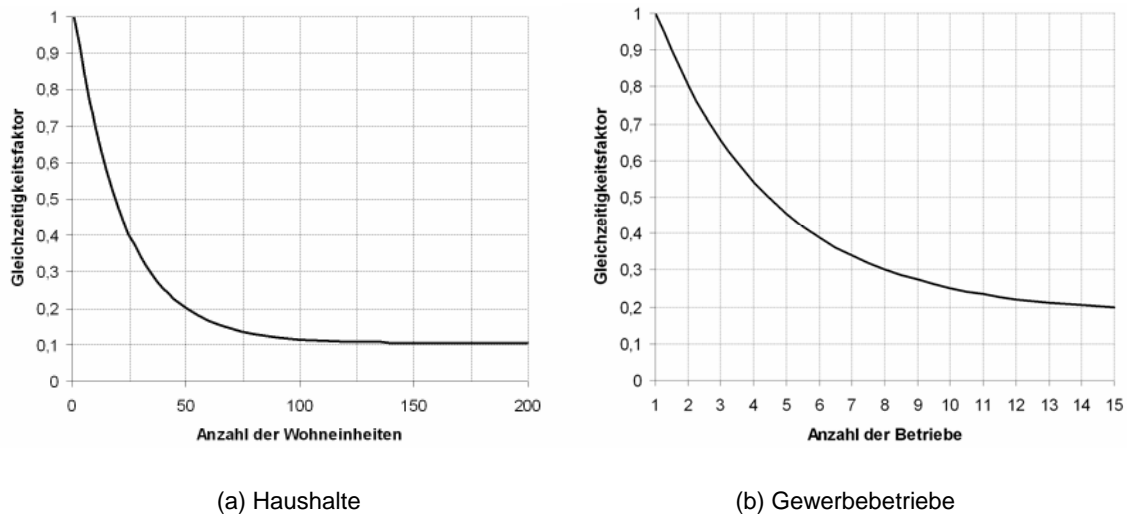 1
0,9
0,8
0,7
0,6
0,5
0,4
0,3
0,2
0,1
0
Gleichzeitigkeitsfaktor
0 50 100 150 200
Anzahl der Wohneinheiten
(a) Haushalte
1
0,9
0,8
0,7
0,6
0,5
0,4
0,3
0,2
0,1
0
Gleichzeitigkeitsfaktor
1 2 3 4 5 6 7 8 9 10 11 12 13 14 15
Anzahl der Betriebe
(b) Gewerbebetriebe